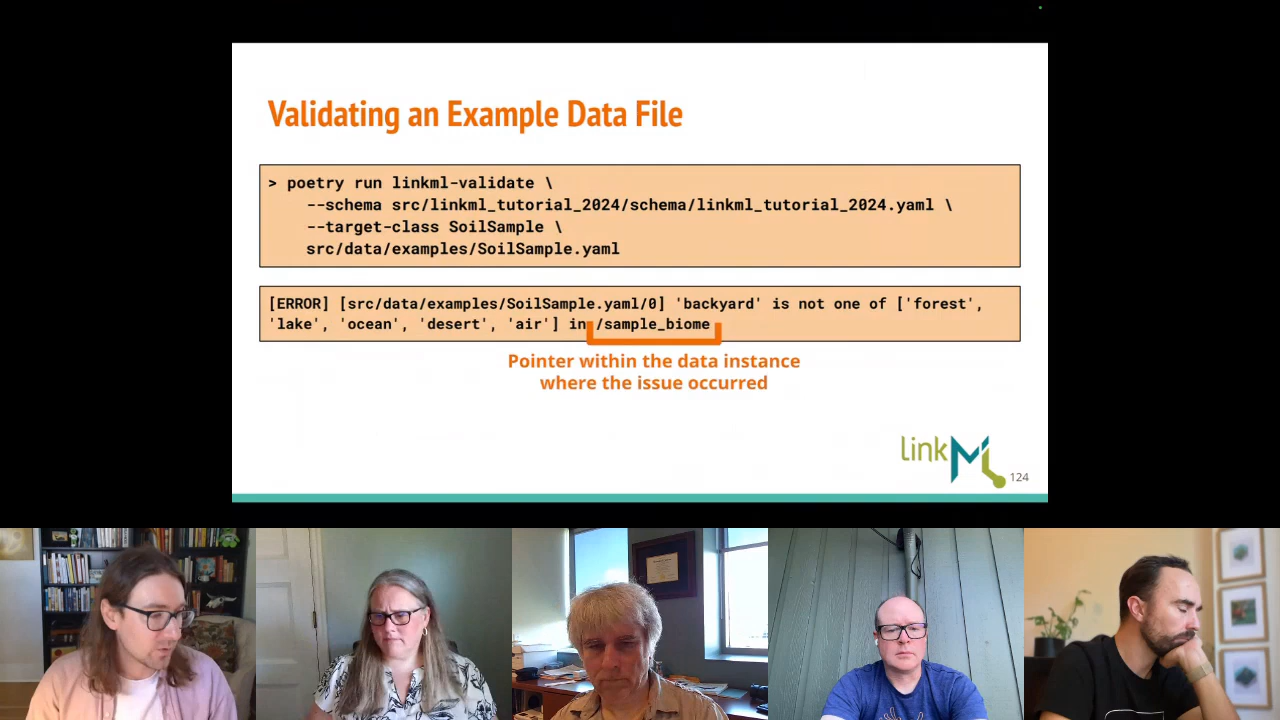 Validating an Example Data File
> poetry run linkml-validate \
--schema src/linkml_tutorial_2024/schema/linkml_tutorial_2024.yaml \
--target-class SoilSample \
src/data/examples/SoilSample.yaml
[ERROR] [src/data/examples/SoilSample.yaml/0] 'backyard' is not one of ['forest',
'lake', 'ocean', 'desert', 'air'] in /sample_biome
Pointer within the data instance
where the issue occurred
linkML
124